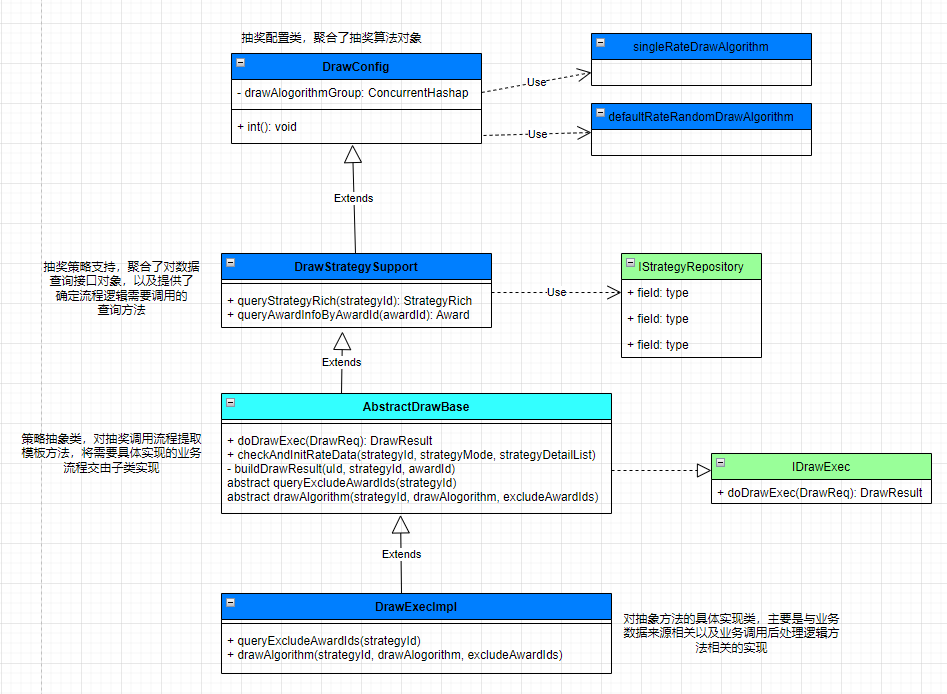 抽奖配置类，聚合了抽奖算法对象
DrawConfig
- drawAlogorithmGroup: ConcurrentHashap
+ int(): void
Use
singleRateDrawAlgorithm
Use
defaultRateRandomDrawAlgorithm
Extends
抽奖策略支持，聚合了对数据
查询接口对象，以及提供了
确定流程逻辑需要调用的
查询方法
DrawStrategySupport
+ queryStrategyRich(strategyId): StrategyRich
+ queryAwardInfoByAwardId(awardId): Award
Use
IStrategyRepository
+ field: type
+ field: type
+ field: type
Extends
策略抽象类，对抽奖调用流程提取
模板方法，将需要具体实现的业务
流程交由子类实现
AbstractDrawBase
+ doDrawExec(DrawReq): DrawResult
+ checkAndInitRateData(strategyId, strategyMode, strategyDetailList)
- buildDrawResult(uId, strategyId, awardId)
abstract queryExcludeAwardIds(strategyId)
abstract drawAlgorithm(strategyId, drawAlogorithm, excludeAwardIds)
IDrawExec
+ doDrawExec(DrawReq): DrawResult
Extends
DrawExecImpl
+ queryExcludeAwardIds(strategyId)
+ drawAlgorithm(strategyId, drawAlogorithm, excludeAwardIds)
对抽象方法的具体实现类，主要是与业务
数据来源相关以及业务调用后处理逻辑方
法相关的实现